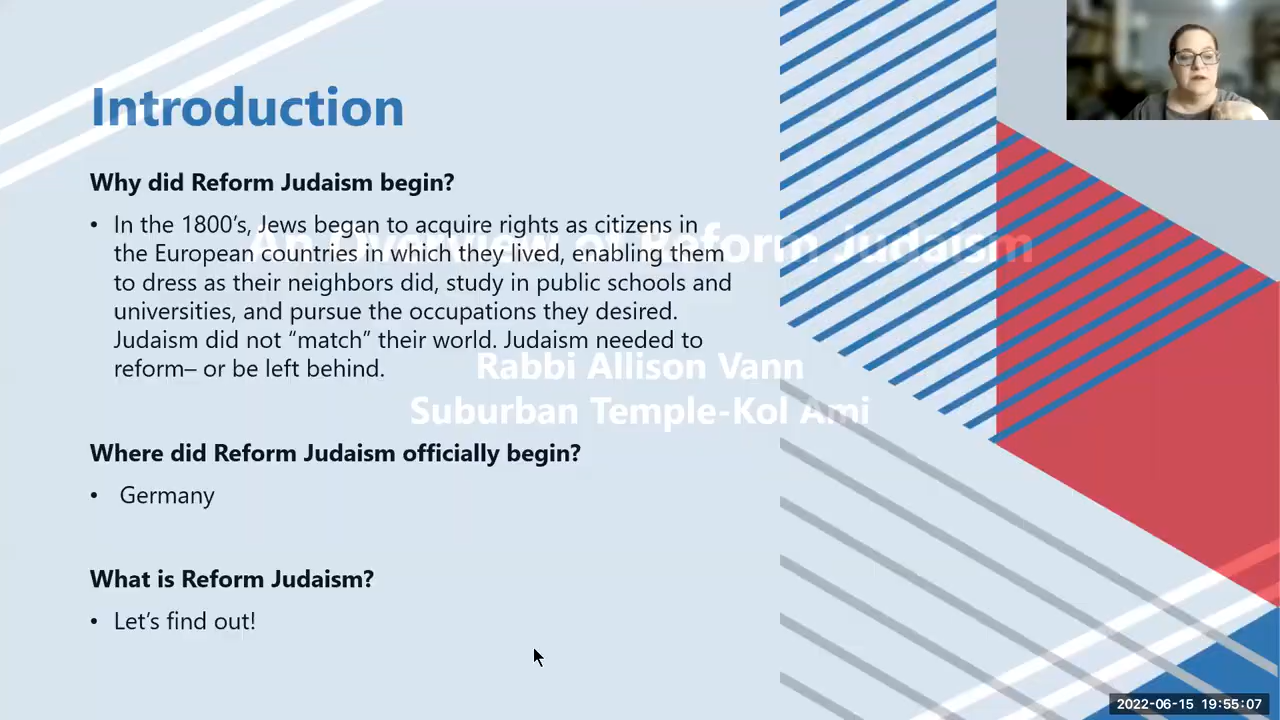 Introduction
Why did Reform Judaism begin?
• In the 1800’s, Jews began to acquire rights as citizens in
the European countries in which they lived, enabling them
to dress as their neighbors did, study in public schools and
universities, and pursue the occupations they desired.
Judaism did not “match” their world. Judaism needed to
reform– or be left behind.
An Overview of Reform Judaism
Rabbi Allison Vann
Suburban Temple-Kol Ami
Where did Reform Judaism officially begin?
• Germany
What is Reform Judaism?
• Let’s find out!
2022-06-15 19:55:07